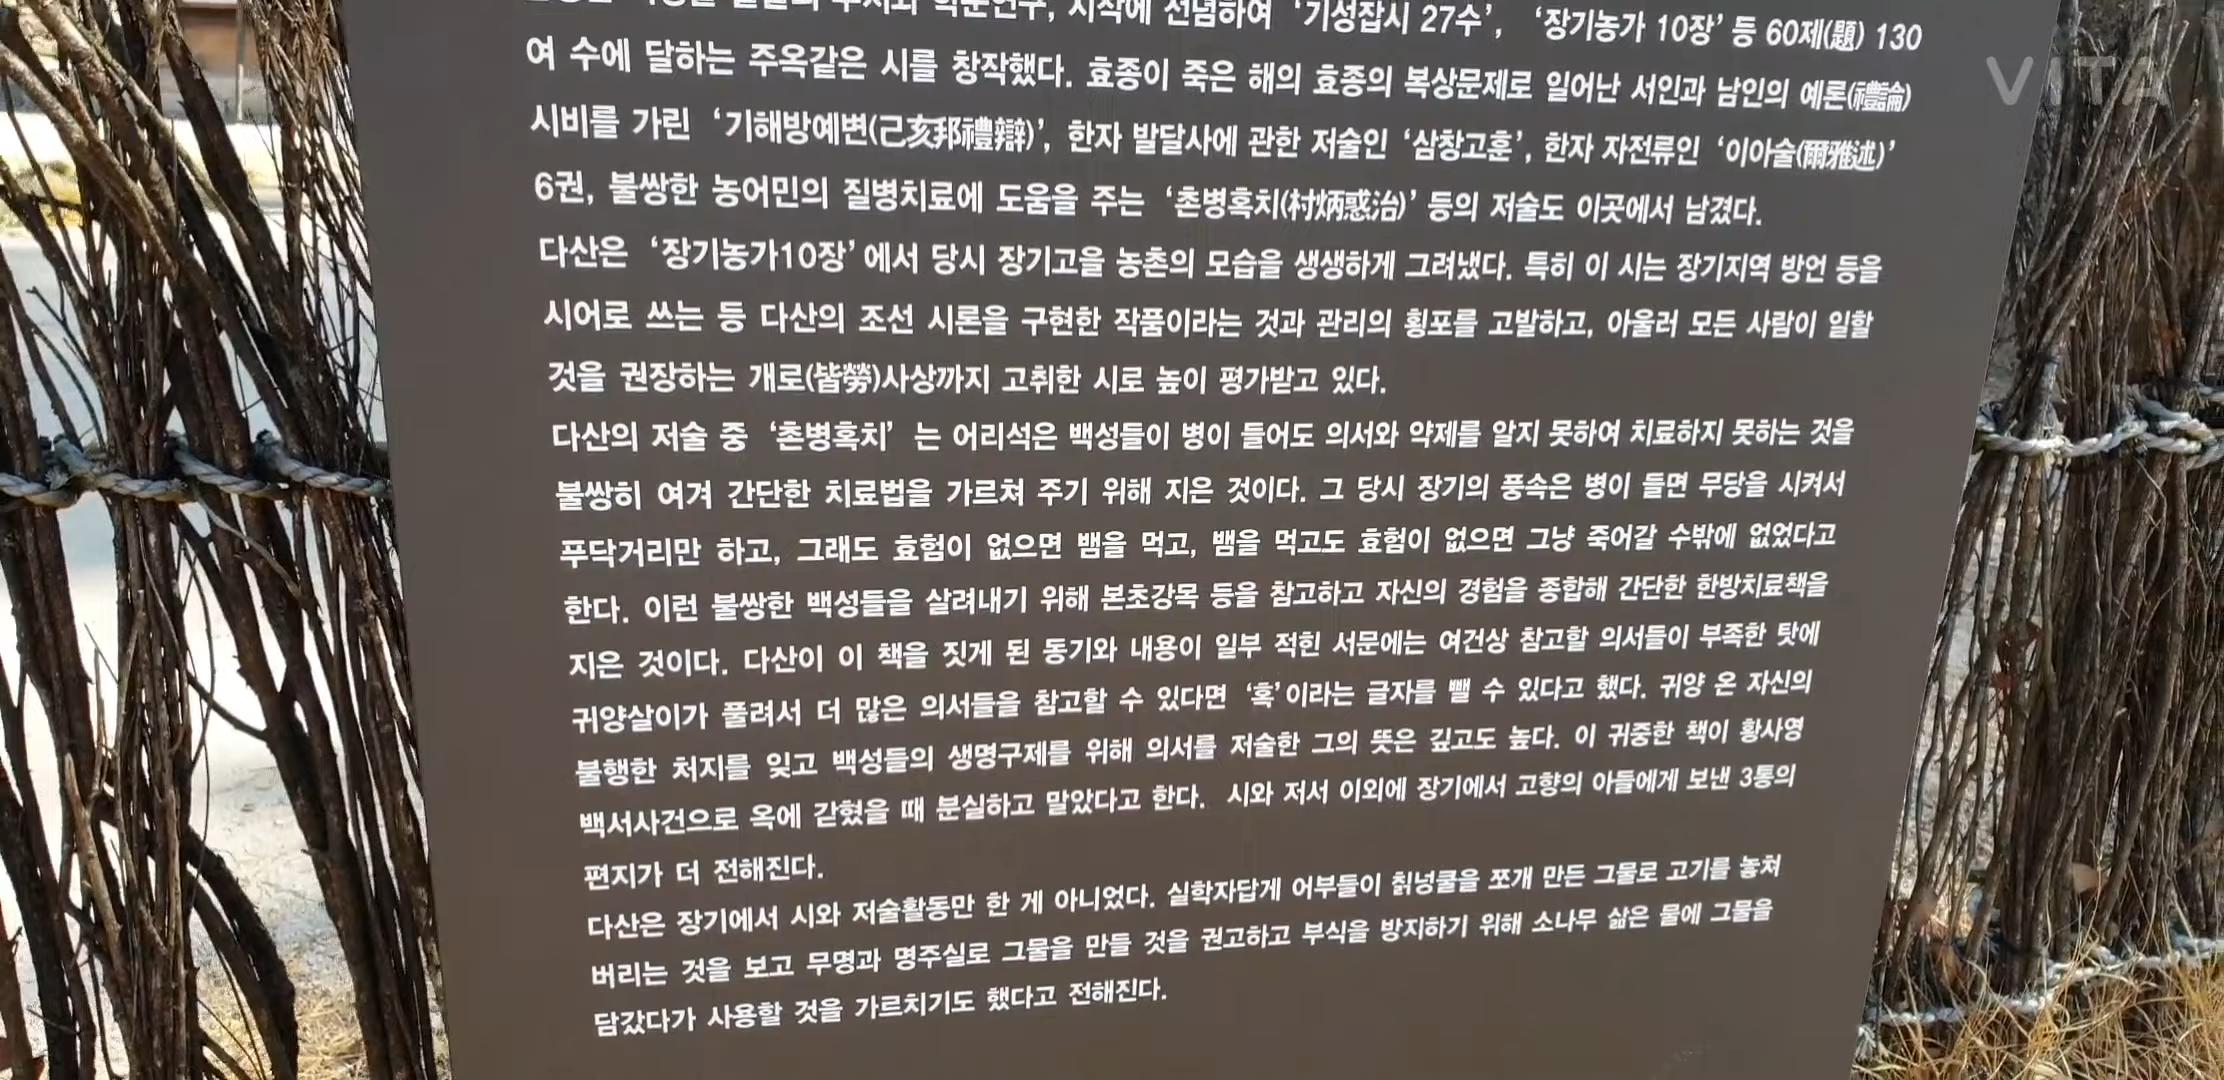 학문연구, 시작에 전념하여 ‘기성잡시 27수’, ‘장기농가 10장’ 등 60제(題) 130
여 수에 달하는 주옥같은 시를 창작했다. 효종이 죽은 해의 효종의 복상문제로 일어난 서인과 남인의 예론(禮論)
시비를 가린 ‘기해방예변(己亥邦禮辯)’, 한자 발달사에 관한 저술인 ‘삼창고훈’, 한자 자전류인 ‘이아술(爾雅述)’
6권, 불쌍한 농어민의 질병치료에 도움을 주는 ‘촌병혹치(村炳惑治)’ 등의 저술도 이곳에서 남겼다.
다산은 ‘장기농가10장’에서 당시 장기고을 농촌의 모습을 생생하게 그려냈다. 특히 이 시는 장기지역 방언 등을
시어로 쓰는 등 다산의 조선 시론을 구현한 작품이라는 것과 관리의 횡포를 고발하고, 아울러 모든 사람이 일할
것을 권장하는 개로(皆勞)사상까지 고취한 시로 높이 평가받고 있다.
다산의 저술 중 ‘촌병혹치’ 는 어리석은 백성들이 병이 들어도 의서와 약제를 알지 못하여 치료하지 못하는 것을
불쌍히 여겨 간단한 치료법을 가르쳐 주기 위해 지은 것이다. 그 당시 장기의 풍속은 병이 들면 무당을 시켜서
푸닥거리만 하고, 그래도 효험이 없으면 뱀을 먹고, 뱀을 먹고도 효험이 없으면 그냥 죽어갈 수밖에 없었다고
한다. 이런 불쌍한 백성들을 살려내기 위해 본초강목 등을 참고하고 자신의 경험을 종합해 간단한 한방치료책을
지은 것이다. 다산이 이 책을 짓게 된 동기와 내용이 일부 적힌 서문에는 여건상 참고할 의서들이 부족한 탓에
귀양살이가 풀려서 더 많은 의서들을 참고할 수 있다면 ‘혹’이라는 글자를 뺄 수 있다고 했다. 귀양 온 자신의
불행한 처지를 잊고 백성들의 생명구제를 위해 의서를 저술한 그의 뜻은 깊고도 높다. 이 귀중한 책이 황사영
백서사건으로 옥에 갇혔을 때 분실하고 말았다고 한다. 시와 저서 이외에 장기에서 고향의 아들에게 보낸 3통의
편지가 더 전해진다.
다산은 장기에서 시와 저술활동만 한 게 아니었다. 실학자답게 어부들이 칡넝쿨을 쪼개 만든 그물로 고기를 놓쳐
버리는 것을 보고 무명과 명주실로 그물을 만들 것을 권고하고 부식을 방지하기 위해 소나무 삶은 물에 그물을
담갔다가 사용할 것을 가르치기도 했다고 전해진다.
VITA